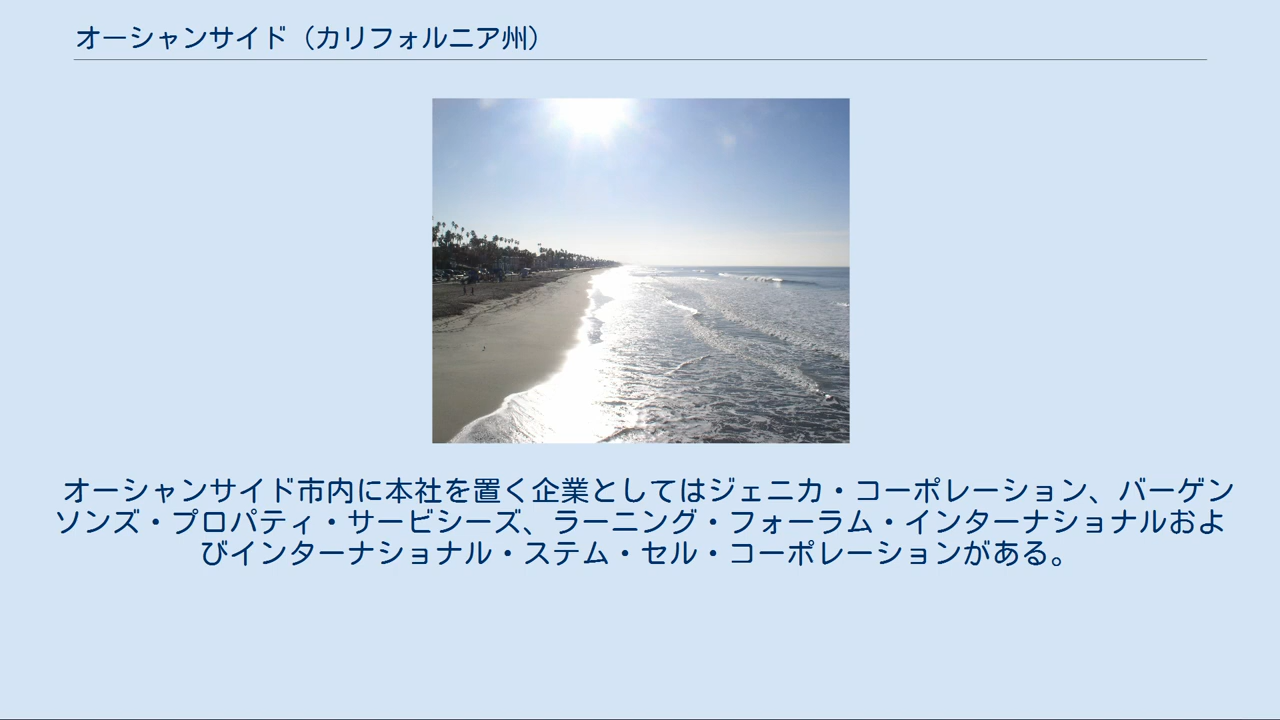 オーシャンサイド（カリフォルニア州）
オーシャンサイド市内に本社を置く企業としてはジェニカ・コーポレーション、バーゲン
ソンズ・プロパティ・サービシーズ、ラーニング・フォーラム・インターナショナルおよ
びインターナショナル・ステム・セル・コーポレーションがある。